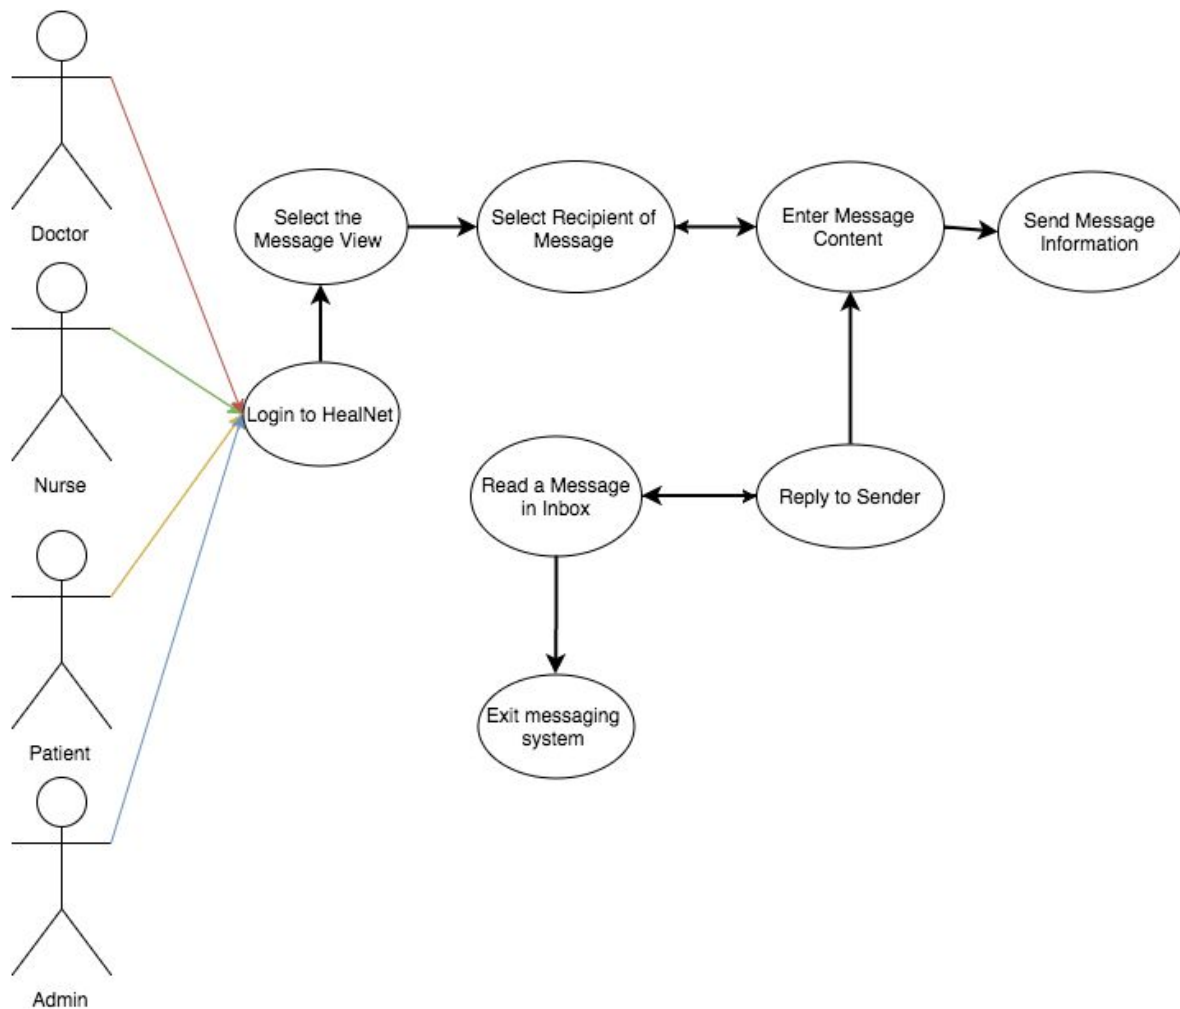 Doctor
Nurse
Patient
Admin
Login to HealNet
Select the
Message View
Select Recipient of
Message
Enter Message
Content
Send Message
Information
Read a Message
in Inbox
Reply to Sender
Exit messaging
system